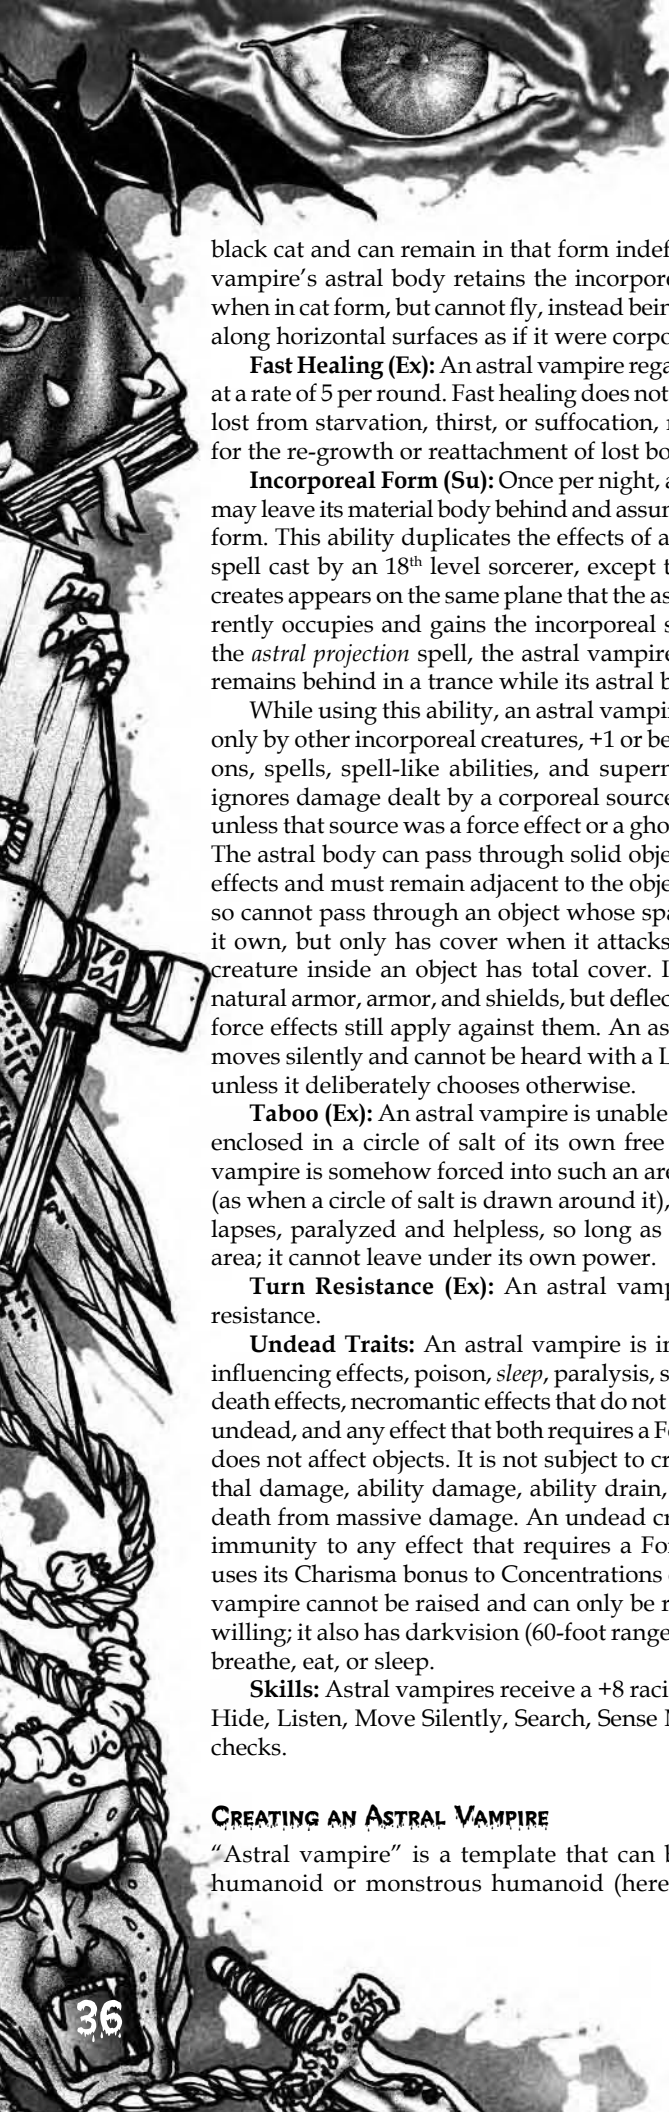 black cat and can remain in that form indef
vampire's astral body retains the incorpore
when in cat form, but cannot fly, instead bein
along horizontal surfaces as if it were corpo
Fast Healing (Ex): An astral vampire rega
at a rate of 5 per round. Fast healing does not
lost from starvation, thirst, or suffocation, n
for the re-growth or reattachment of lost bo
Incorporeal Form (Su): Once per night, a
may leave its material body behind and assur
form. This ability duplicates the effects of a
spell cast by an 18th level sorcerer, except t
creates appears on the same plane that the as
rently occupies and gains the incorporeal s
the astral projection spell, the astral vampire
remains behind in a trance while its astral b
While using this ability, an astral vampir
only by other incorporeal creatures, +1 or be
ons, spells, spell-like abilities, and supern
ignores damage dealt by a corporeal source
unless that source was a force effect or a gho
The astral body can pass through solid obje
effects and must remain adjacent to the obje
so cannot pass through an object whose spa
it own, but only has cover when it attacks
creature inside an object has total cover. I
natural armor, armor, and shields, but deflec
force effects still apply against them. An as
moves silently and cannot be heard with a L
unless it deliberately chooses otherwise.
Taboo (Ex): An astral vampire is unable
enclosed in a circle of salt of its own free
vampire is somehow forced into such an are
(as when a circle of salt is drawn around it),
lapses, paralyzed and helpless, so long as
area; it cannot leave under its own power.
Turn Resistance (Ex): An astral vamp
resistance.
Undead Traits: An astral vampire is in
influencing effects, poison, sleep, paralysis, s
death effects, necromantic effects that do not
undead, and any effect that both requires a Fo
does not affect objects. It is not subject to cr
thal damage, ability damage, ability drain,
death from massive damage. An undead cr
immunity to any effect that requires a For
uses its Charisma bonus to Concentrations
vampire cannot be raised and can only be r
willing; it also has darkvision (60-foot range
breathe, eat, or sleep.
Skills: Astral vampires receive a +8 raci
Hide, Listen, Move Silently, Search, Sense M
checks.
Creating an Astral Vampire
"Astral vampire" is a template that can b
humanoid or monstrous humanoid (here
36